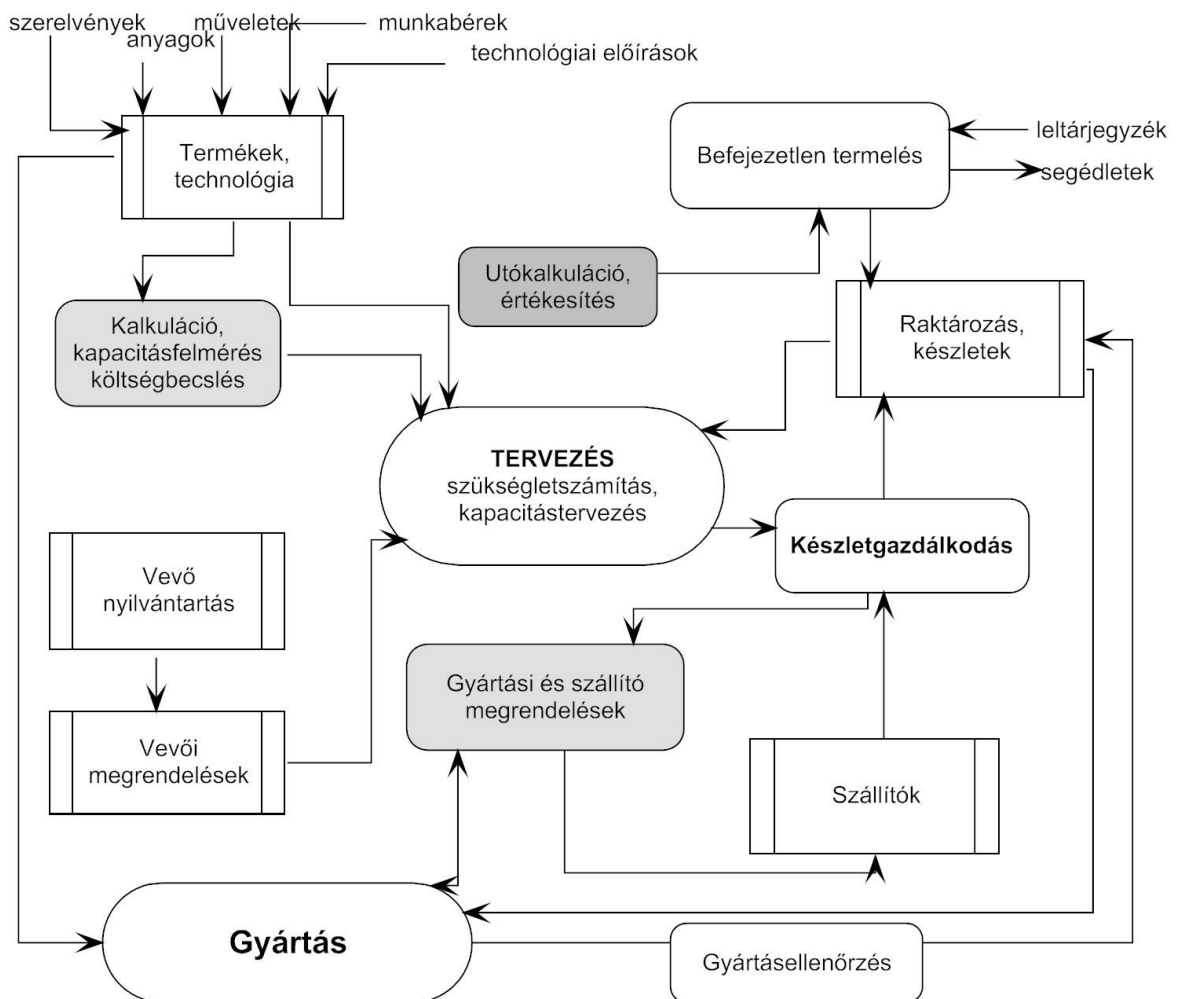 szerelvények
anyagok
műveletek
munkabérek
technológiai előírások
Termékek,
technológia
Befejezetlen termelés
leltárjegyzék
segédletek
Utókalkuláció,
értékesítés
Kalkuláció,
kapacitásfelmérés
költségbecslés
Raktározás,
készletek
TERVEZÉS
szükségletszámítás,
kapacitástervezés
Készletgazdálkodás
Vevő
nyilvántartás
Gyártási és szállító
megrendelések
Vevői
megrendelések
Szállítók
Gyártás
Gyártásellenőrzés